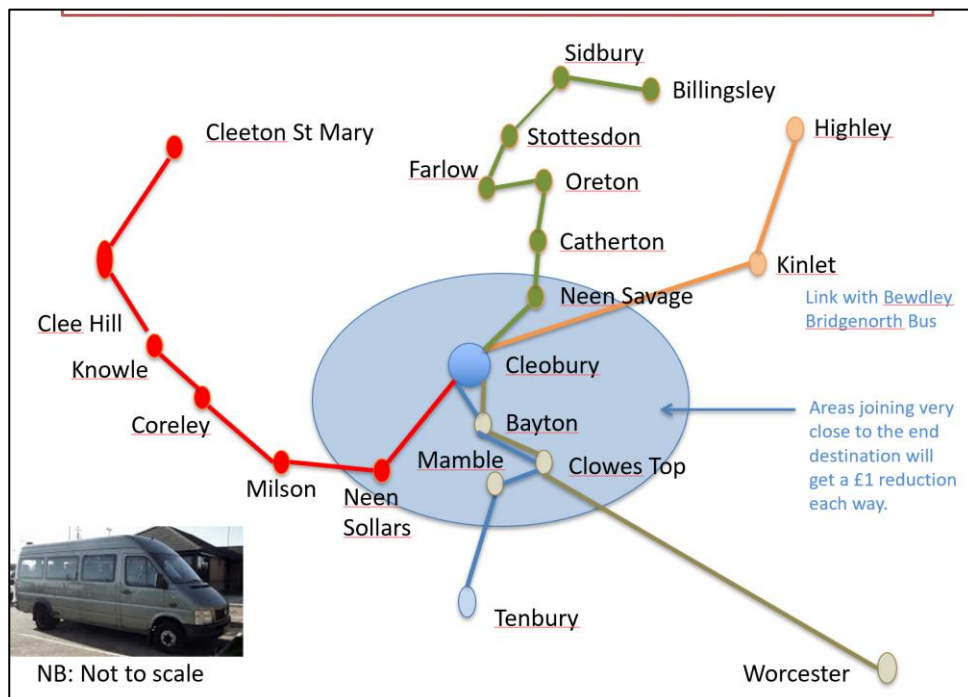 Sidbury
Billingsley
Highley
Cleeton St Mary
Stottesdon
Farlow
Oreton
Catherton
Kinlet
Neen Savage
Link with Bewdley
Bridgenorth Bus
Clee Hill
Knowle
Cleobury
Coreley
Bayton
Areas joining very
close to the end
destination will
get a £1 reduction
each way.
Mamble
Clowes Top
Milson
Neen
Sollars
Tenbury
NB: Not to scale
Worcester